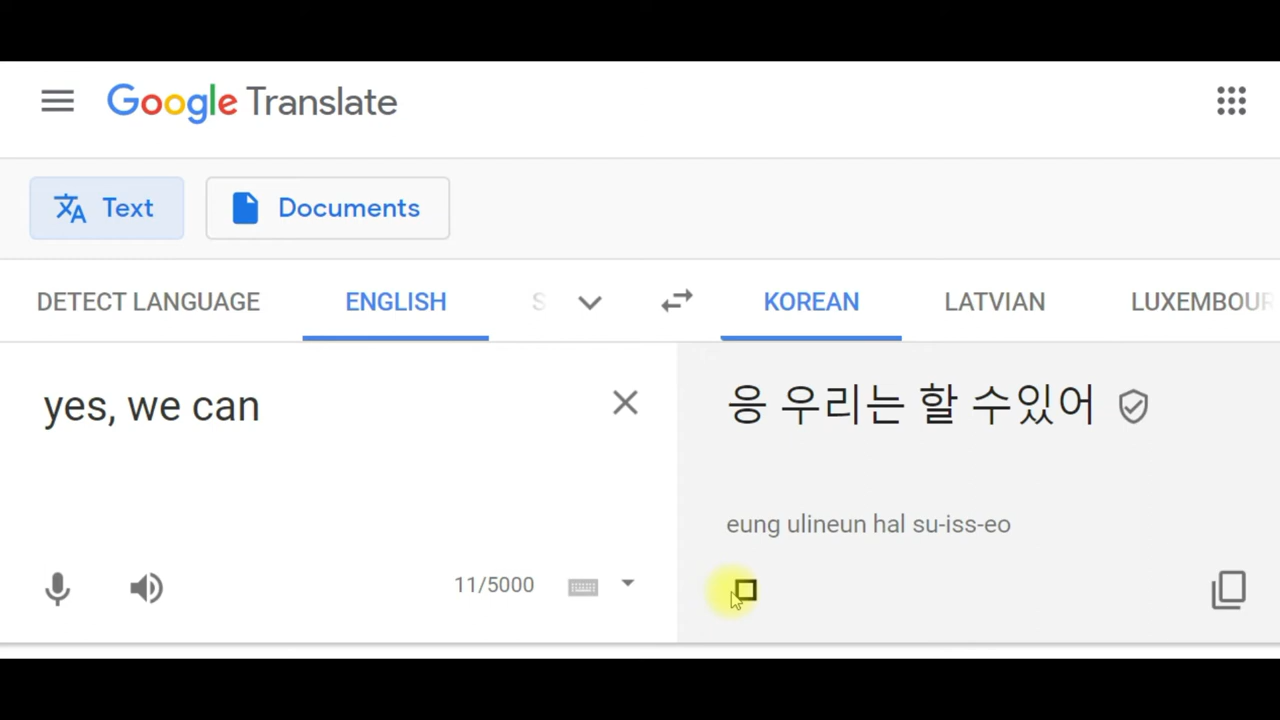 Google Translate
Text
Documents
DETECT LANGUAGE
ENGLISH
S
KOREAN
LATVIAN
LUXEMBOUR
yes, we can
응 우리는 할 수있어
eung ulineun hal su-iss-eo
11/5000